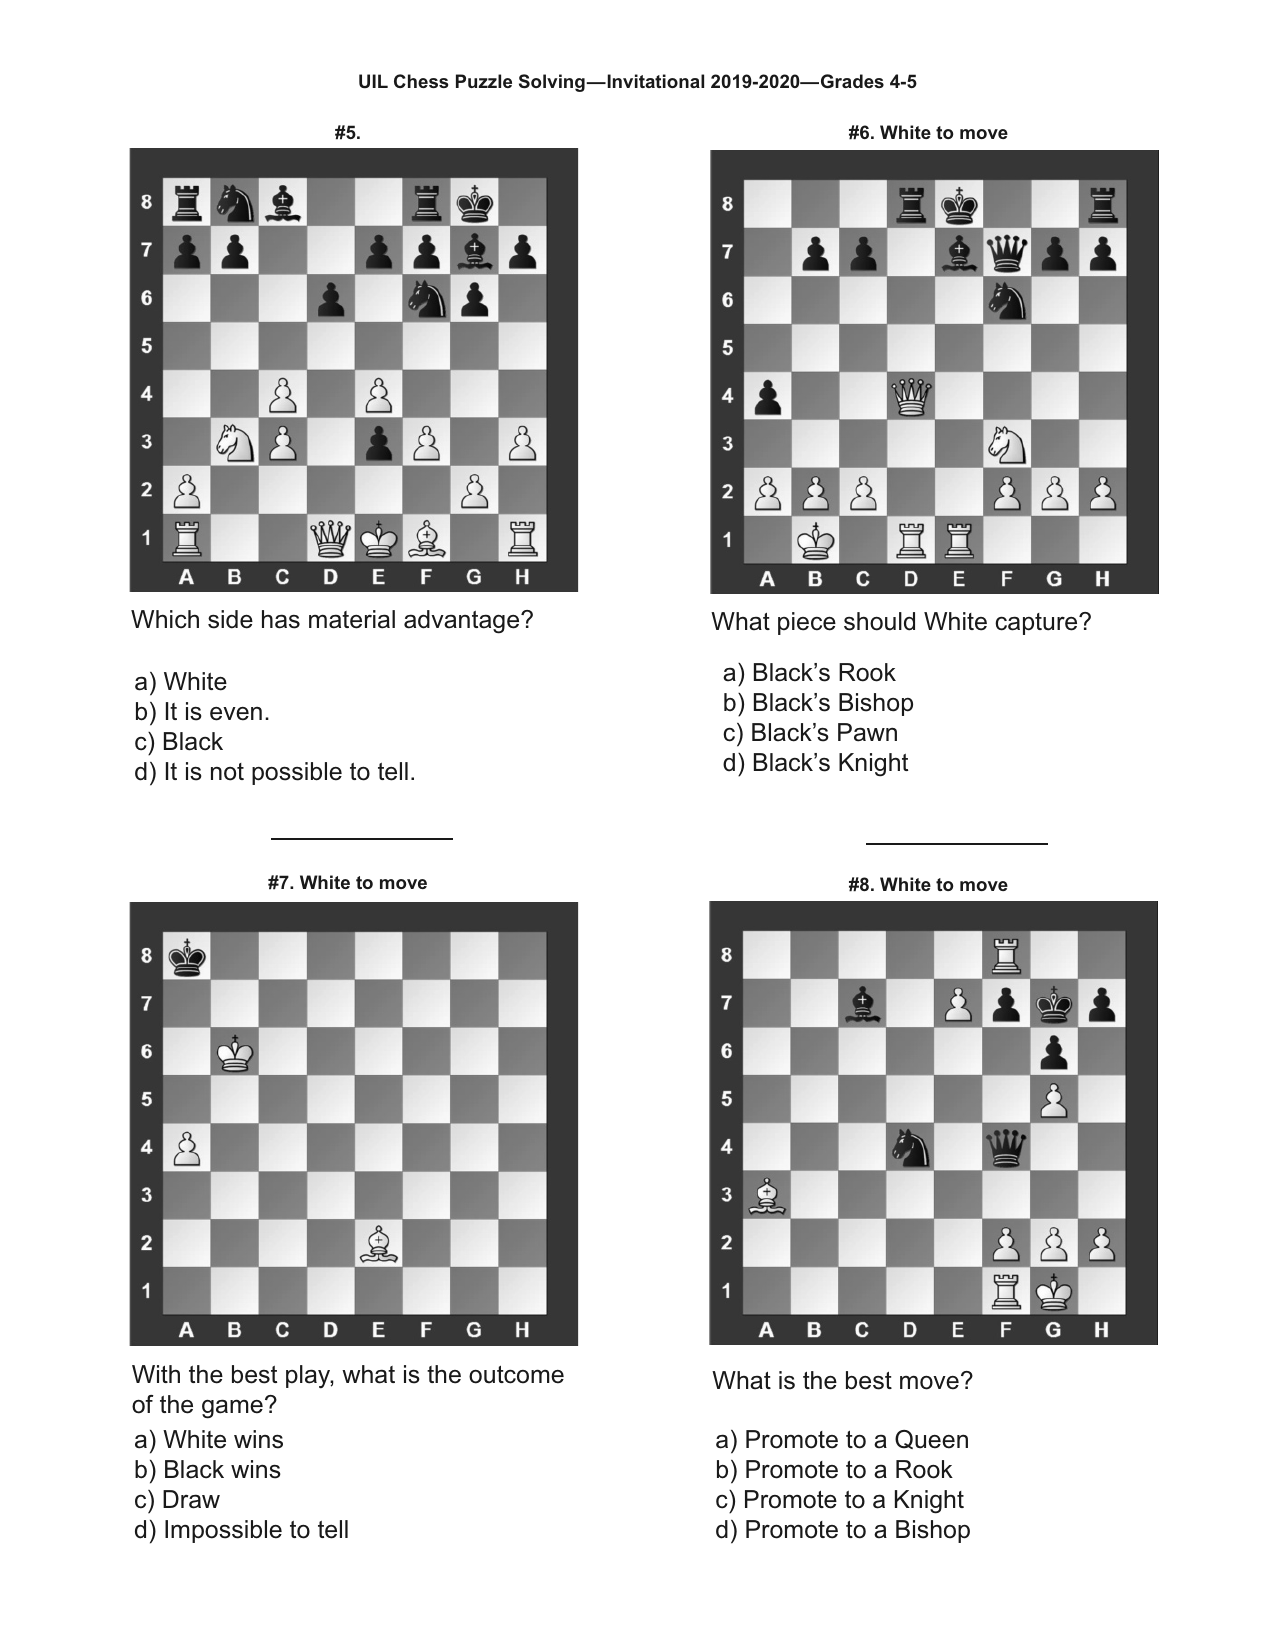 UIL Chess Puzzle Solving—Invitational 2019-2020—Grades 4-5
#5.
8
7
6
5
4
3
2
1
A B C D E F G H
Which side has material advantage?
a) White
b) It is even.
c) Black
d) It is not possible to tell.
#6. White to move
8
7
6
5
4
3
2
1
A B C D E F G H
What piece should White capture?
a) Black’s Rook
b) Black’s Bishop
c) Black’s Pawn
d) Black’s Knight
#7. White to move
8
7
6
5
4
3
2
1
A B C D E F G H
With the best play, what is the outcome
of the game?
a) White wins
b) Black wins
c) Draw
d) Impossible to tell
#8. White to move
8
7
6
5
4
3
2
1
A B C D E F G H
What is the best move?
a) Promote to a Queen
b) Promote to a Rook
c) Promote to a Knight
d) Promote to a Bishop